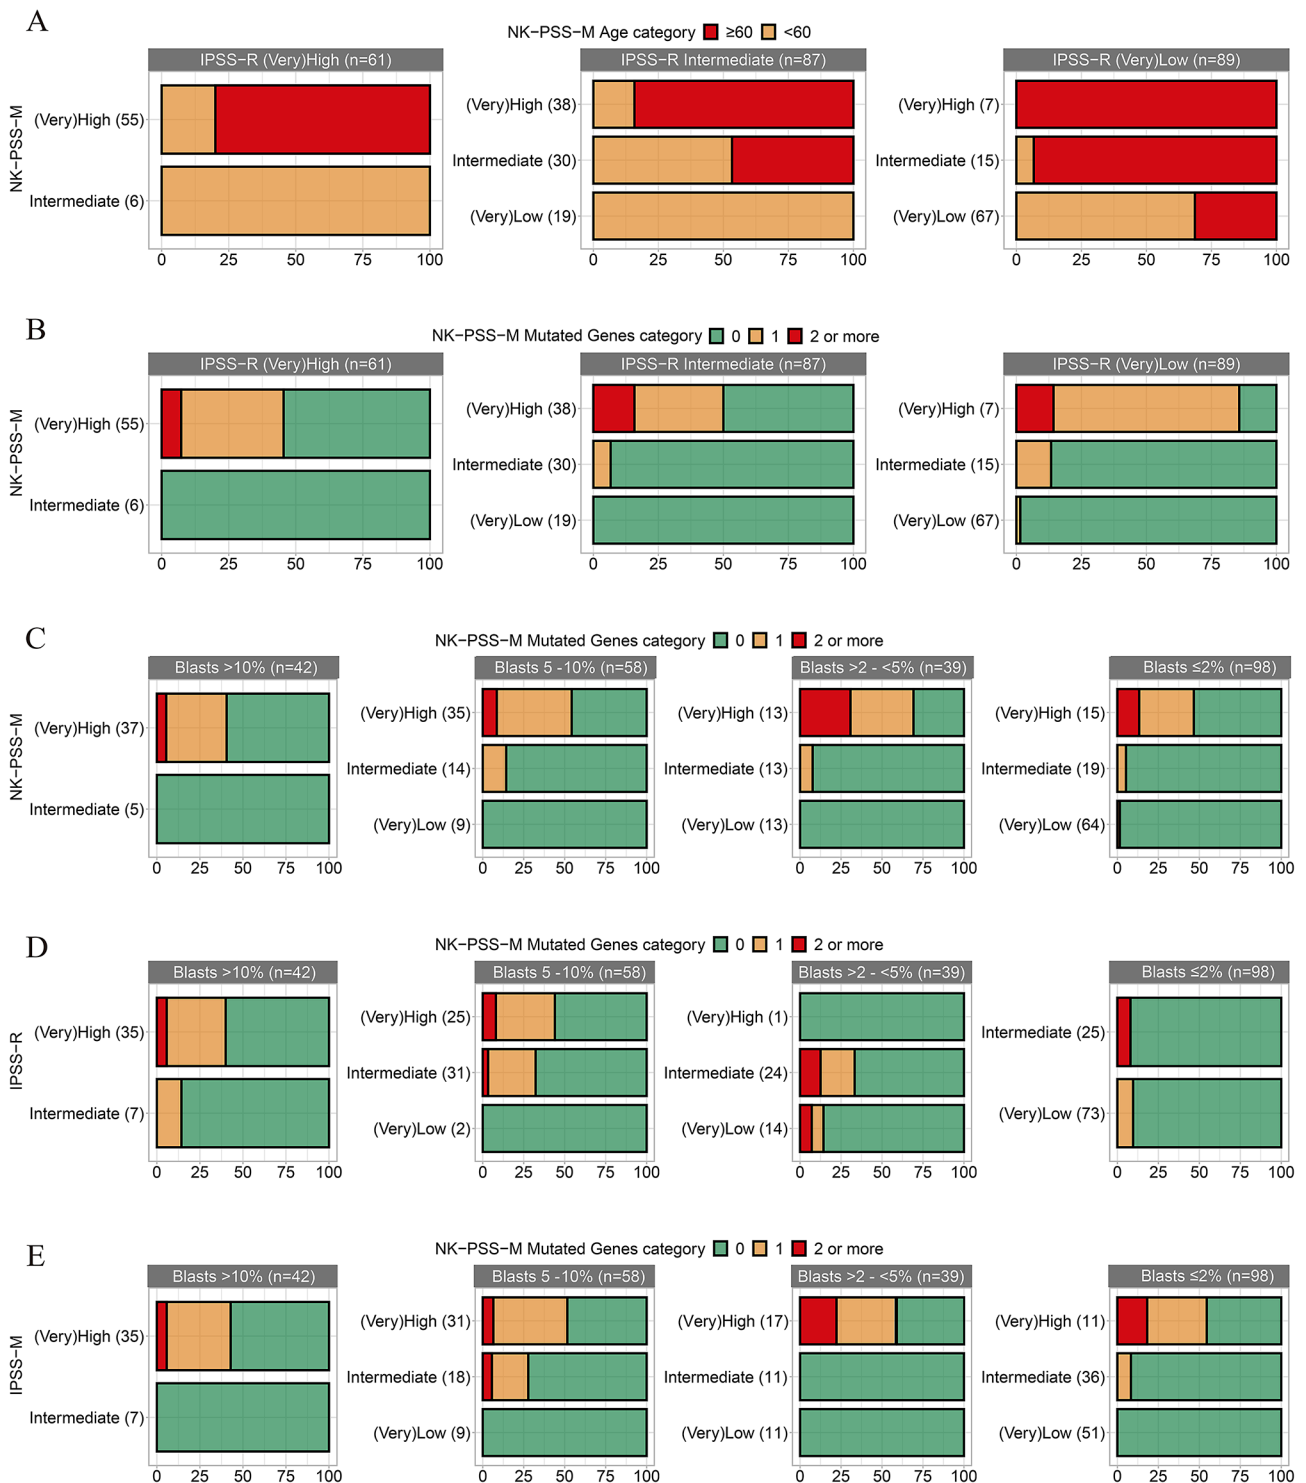 A
NK−PSS−M Age category ≥60 <60
IPSS−R (Very)High (n=61) IPSS−R Intermediate (n=87) IPSS−R (Very)Low (n=89)
NK−PSS−M
(Very)High (55)
Intermediate (6)
0 25 50 75 100
(Very)High (38)
Intermediate (30)
(Very)Low (19)
0 25 50 75 100
(Very)High (7)
Intermediate (15)
(Very)Low (67)
0 25 50 75 100
B
NK−PSS−M Mutated Genes category 0 1 2 or more
IPSS−R (Very)High (n=61) IPSS−R Intermediate (n=87) IPSS−R (Very)Low (n=89)
NK−PSS−M
(Very)High (55)
Intermediate (6)
0 25 50 75 100
(Very)High (38)
Intermediate (30)
(Very)Low (19)
0 25 50 75 100
(Very)High (7)
Intermediate (15)
(Very)Low (67)
0 25 50 75 100
C
NK−PSS−M Mutated Genes category 0 1 2 or more
Blasts >10% (n=42) Blasts 5 -10% (n=58) Blasts >2 - <5% (n=39) Blasts ≤2% (n=98)
NK−PSS−M
(Very)High (37)
Intermediate (5)
0 25 50 75 100
(Very)High (35)
Intermediate (14)
(Very)Low (9)
0 25 50 75 100
(Very)High (13)
Intermediate (13)
(Very)Low (13)
0 25 50 75 100
(Very)High (15)
Intermediate (19)
(Very)Low (64)
0 25 50 75 100
D
NK−PSS−M Mutated Genes category 0 1 2 or more
Blasts >10% (n=42) Blasts 5 -10% (n=58) Blasts >2 - <5% (n=39) Blasts ≤2% (n=98)
IPSS−R
(Very)High (35)
Intermediate (7)
0 25 50 75 100
(Very)High (25)
Intermediate (31)
(Very)Low (2)
0 25 50 75 100
(Very)High (1)
Intermediate (24)
(Very)Low (14)
0 25 50 75 100
Intermediate (25)
(Very)Low (73)
0 25 50 75 100
E
NK−PSS−M Mutated Genes category 0 1 2 or more
Blasts >10% (n=42) Blasts 5 -10% (n=58) Blasts >2 - <5% (n=39) Blasts ≤2% (n=98)
IPSS−M
(Very)High (35)
Intermediate (7)
0 25 50 75 100
(Very)High (31)
Intermediate (18)
(Very)Low (9)
0 25 50 75 100
(Very)High (17)
Intermediate (11)
(Very)Low (11)
0 25 50 75 100
(Very)High (11)
Intermediate (36)
(Very)Low (51)
0 25 50 75 100